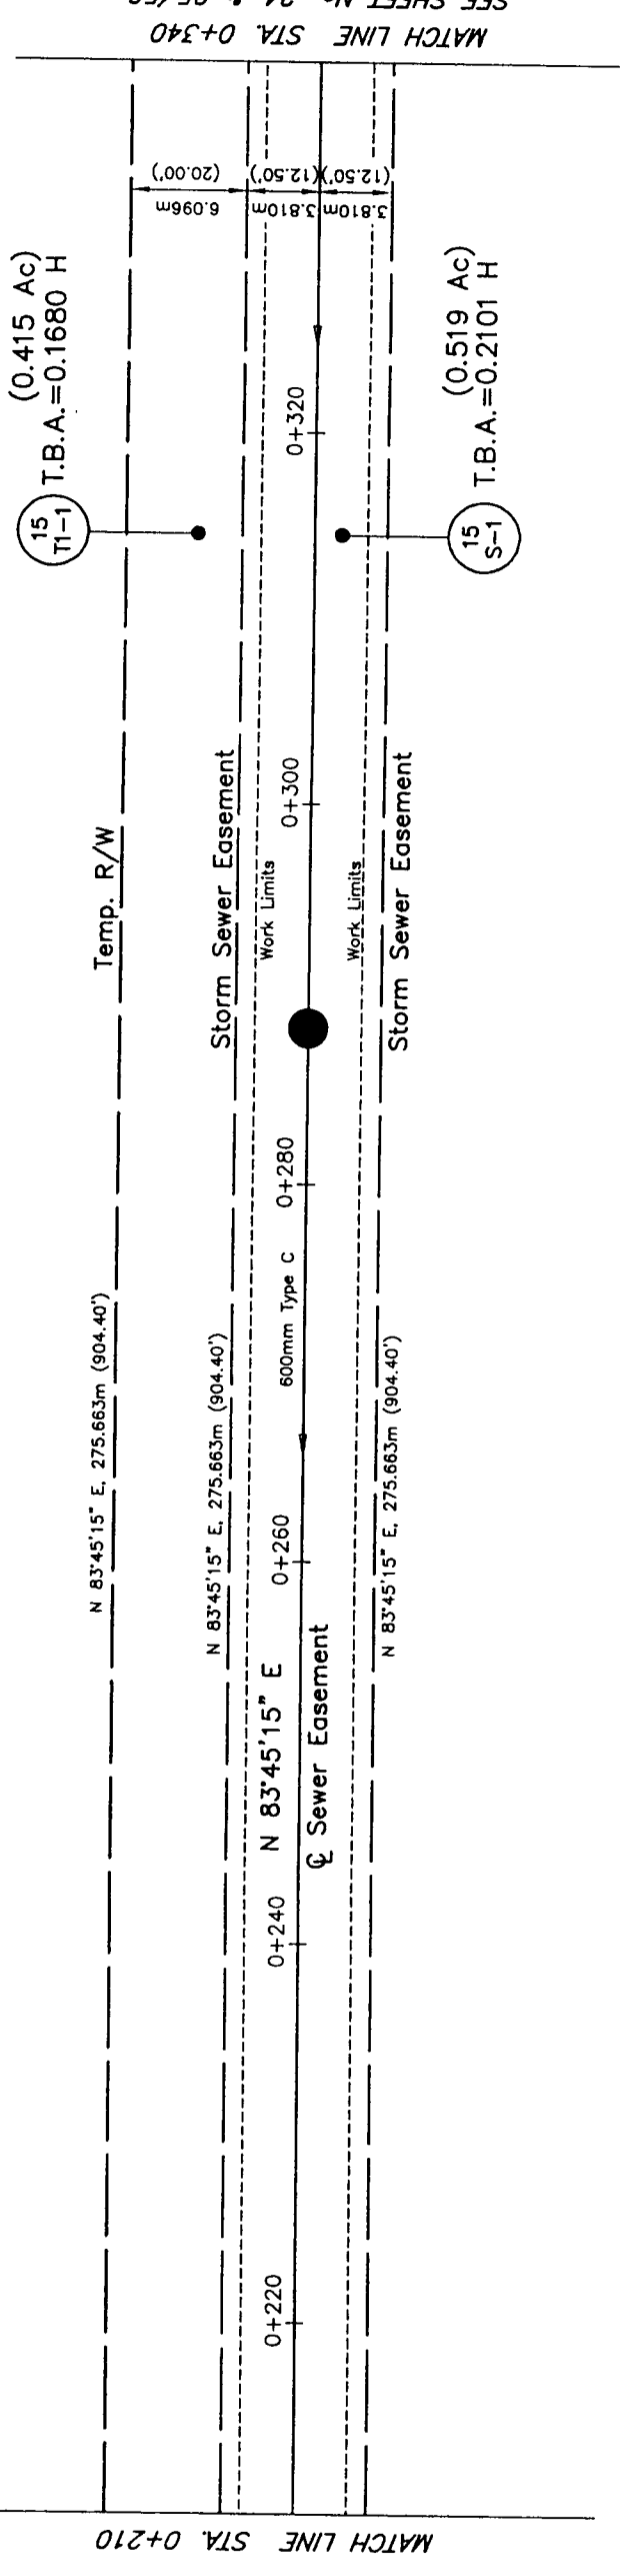 MATCH LINE STA. 0+340
(20.00')
(12.50')
(12.50')
6.096m
3.810m
3.810m
(0.415 Ac)
T.B.A.=0.1680 H
15
T1-1
(0.519 Ac)
T.B.A.=0.2101 H
15
S-1
Temp. R/W
N 83°45'15" E, 275.663m (904.40')
Storm Sewer Easement
N 83°45'15" E, 275.663m (904.40')
Work Limits
0+220
0+240
N 83°45'15" E
0+260
600mm Type C
0+280
0+300
0+320
℄ Sewer Easement
Work Limits
Storm Sewer Easement
N 83°45'15" E, 275.663m (904.40')
MATCH LINE STA. 0+210